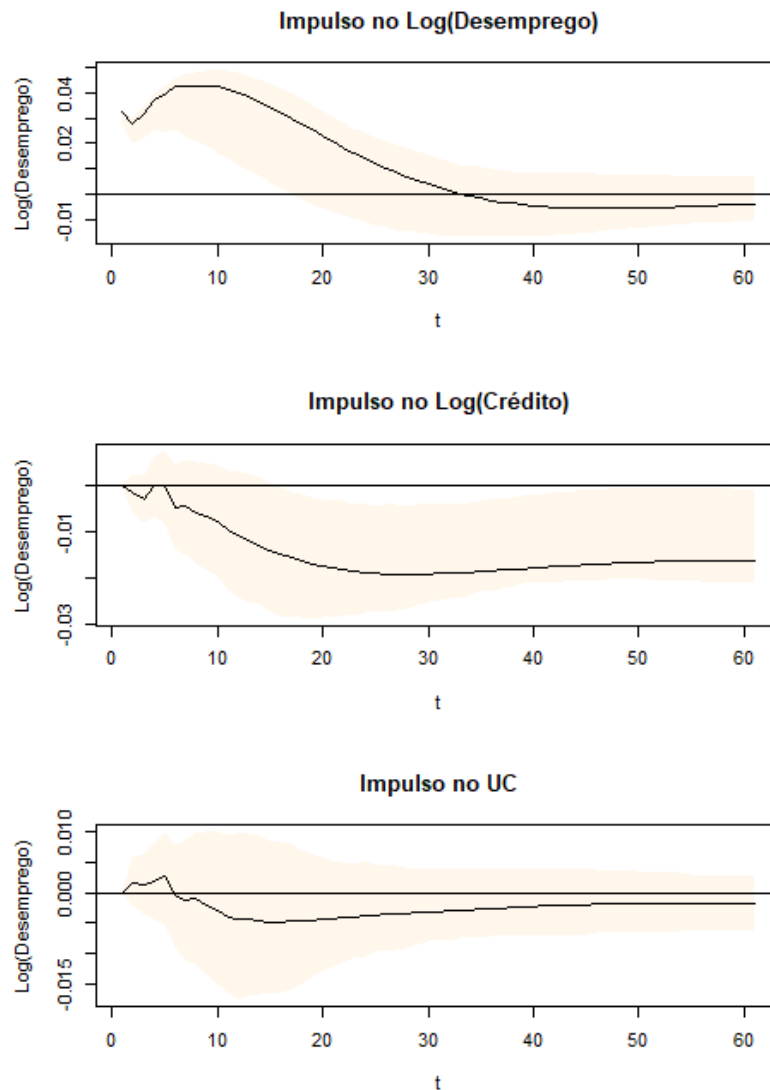 Impulso no Log(Desemprego)
Log(Desemprego)
0.04
0.02
-0.01
0 10 20 30 40 50 60
t
Impulso no Log(Crédito)
Log(Desemprego)
-0.01
-0.03
0 10 20 30 40 50 60
t
Impulso no UC
Log(Desemprego)
0.010
0.000
-0.015
0 10 20 30 40 50 60
t